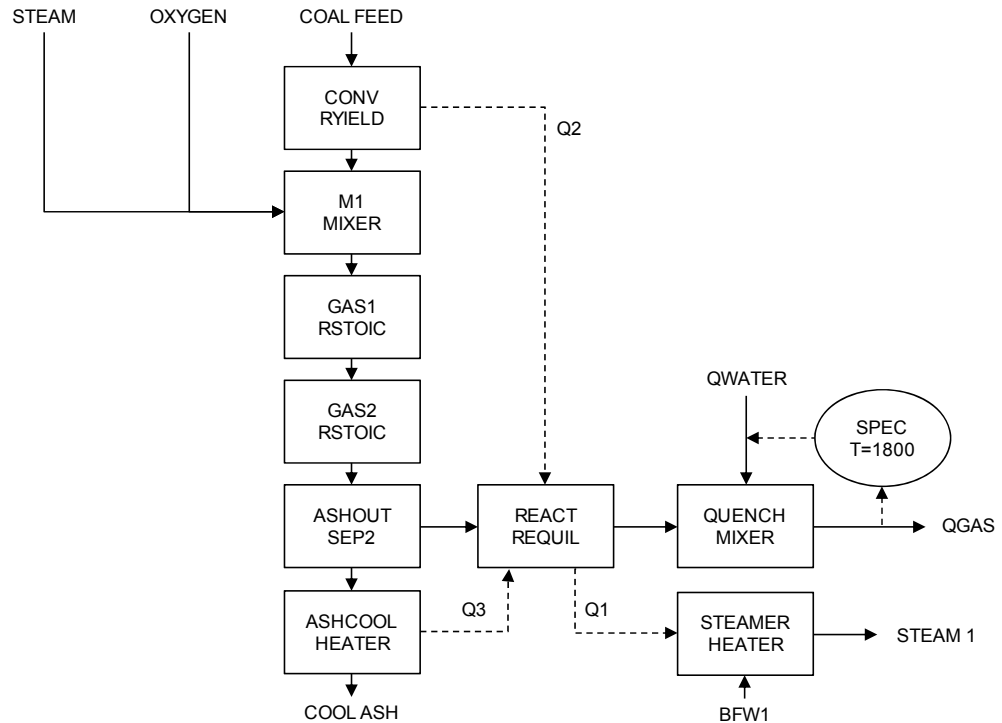 STEAM
OXYGEN
COAL FEED
CONV
RYIELD
Q2
M1
MIXER
GAS1
RSTOIC
GAS2
RSTOIC
QWATER
SPEC
T=1800
ASHOUT
SEP2
REACT
REQUIL
QUENCH
MIXER
QGAS
ASHCOOL
HEATER
Q3
Q1
STEAMER
HEATER
STEAM 1
COOL ASH
BFW1